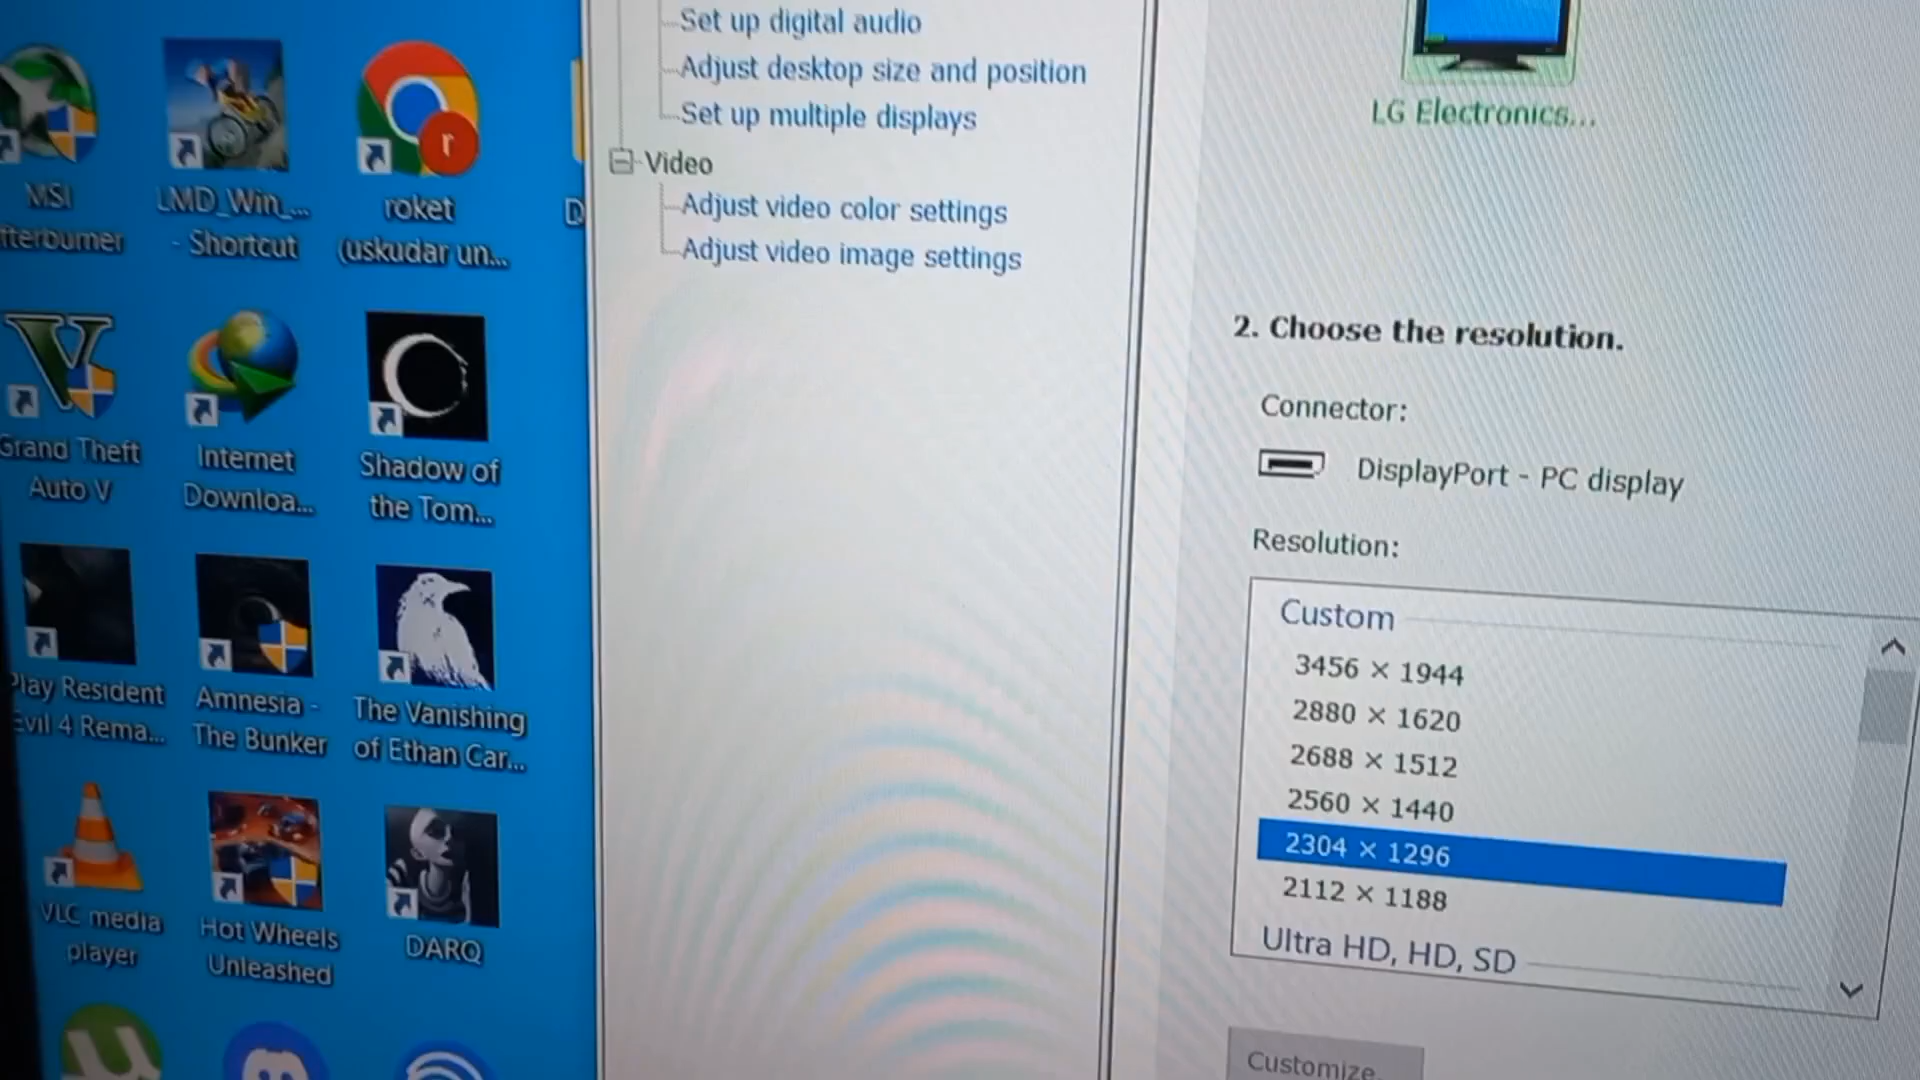 MSI
fterburner
LMD_Win_...
- Shortcut
r
roket
(uskudar un...
D
Grand Theft
Auto V
Internet
Downloa...
Shadow of
the Tom...
Play Resident
Evil 4 Rema...
Amnesia -
The Bunker
The Vanishing
of Ethan Car...
VLC media
player
Hot Wheels
Unleashed
DARQ
Set up digital audio
Adjust desktop size and position
Set up multiple displays
Video
Adjust video color settings
Adjust video image settings
LG Electronics...
2. Choose the resolution.
Connector:
DisplayPort - PC display
Resolution:
Custom
3456 × 1944
2880 × 1620
2688 × 1512
2560 × 1440
2304 × 1296
2112 × 1188
Ultra HD, HD, SD
Customize.